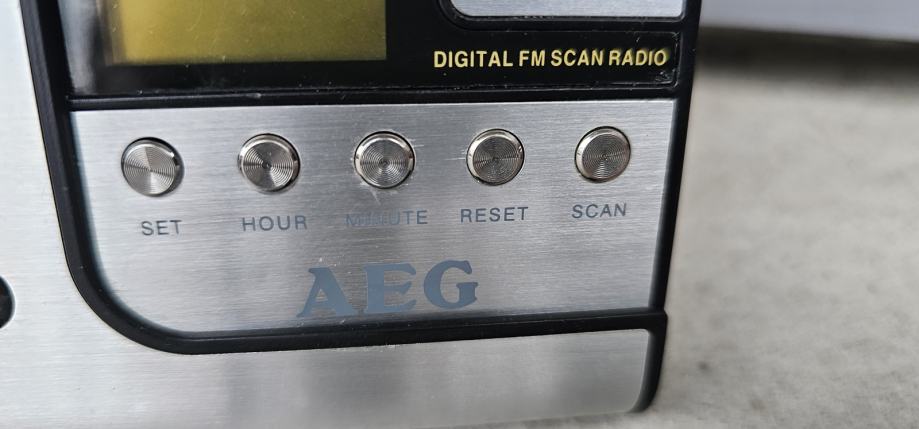 DIGITAL FM SCAN RADIO
SET HOUR MINUTE RESET SCAN
AEG